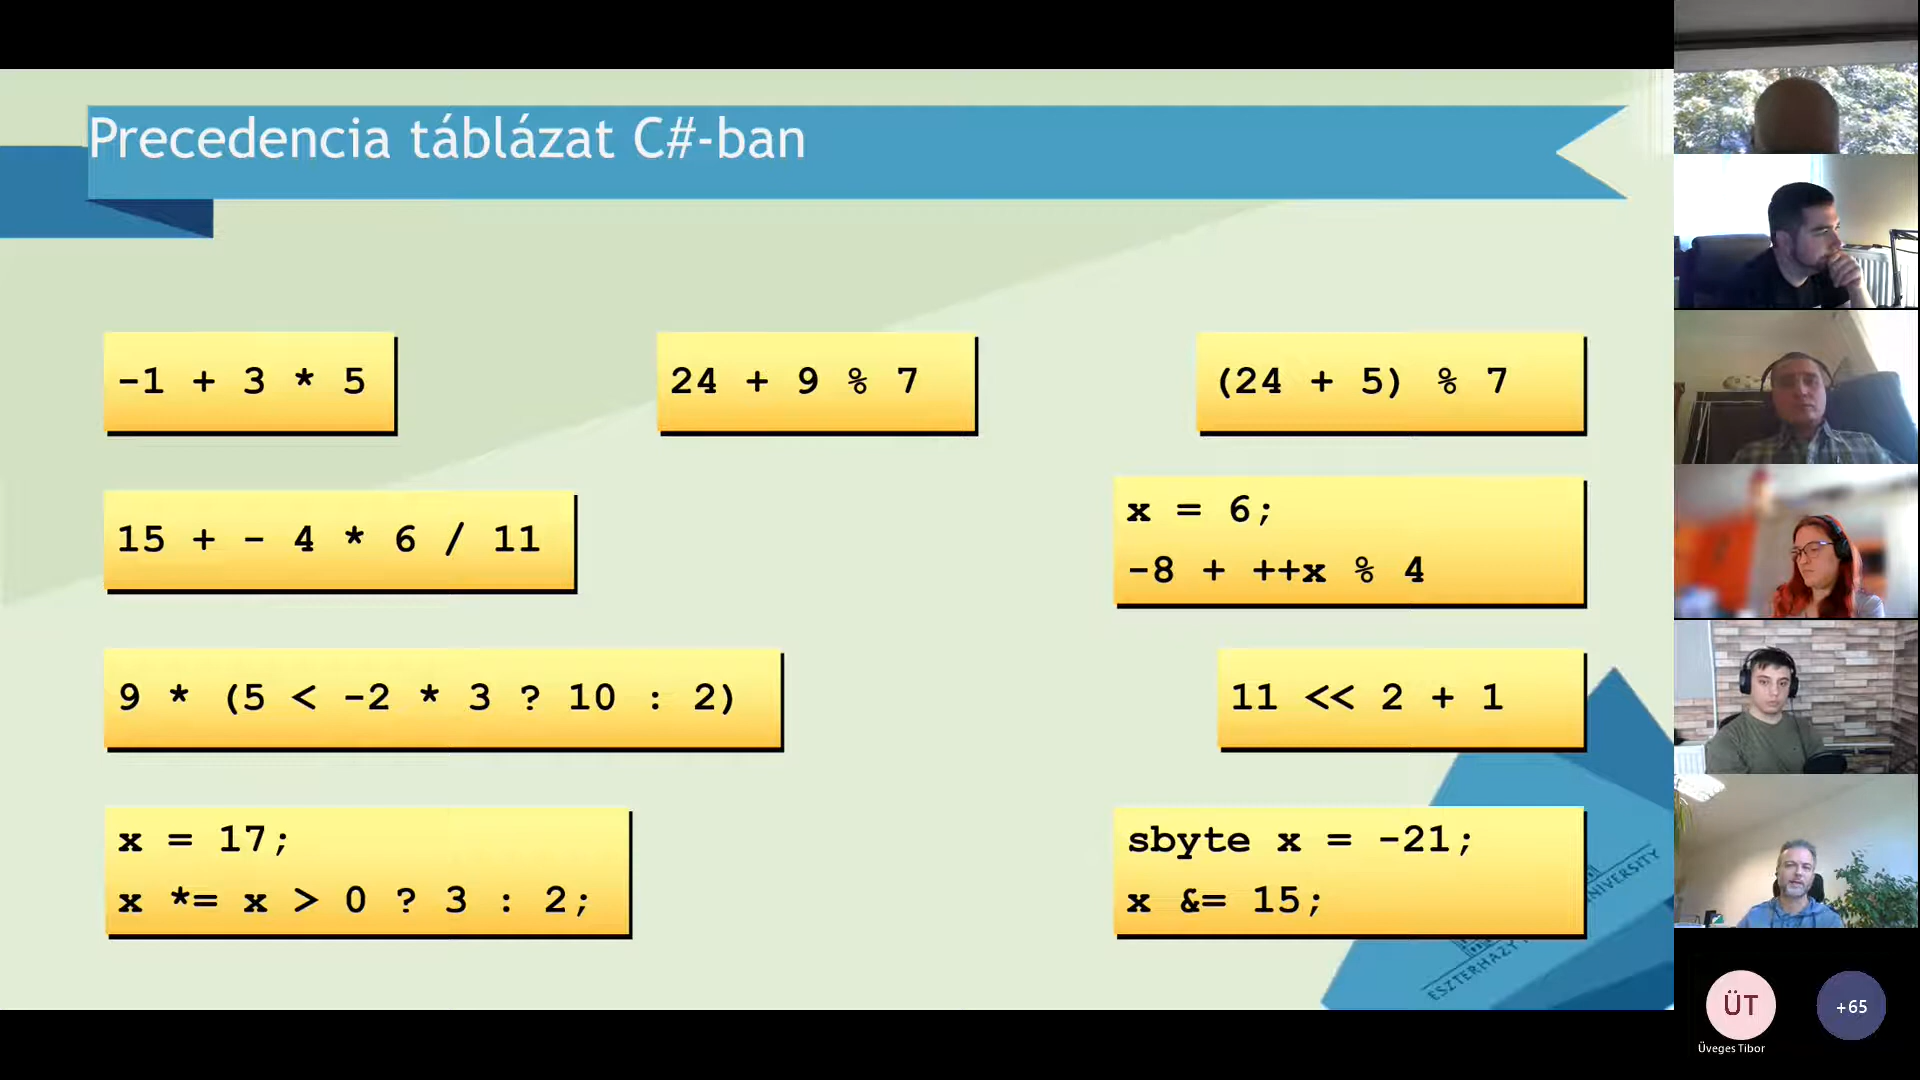 Precedencia táblázat C#-ban
-1 + 3 * 5
24 + 9 % 7
(24 + 5) % 7
15 + - 4 * 6 / 11
x = 6;
-8 + ++x % 4
9 * (5 < -2 * 3 ? 10 : 2)
11 << 2 + 1
x = 17;
x *= x > 0 ? 3 : 2;
sbyte x = -21;
x &= 15;
ÜT
+65
Üveges Tibor